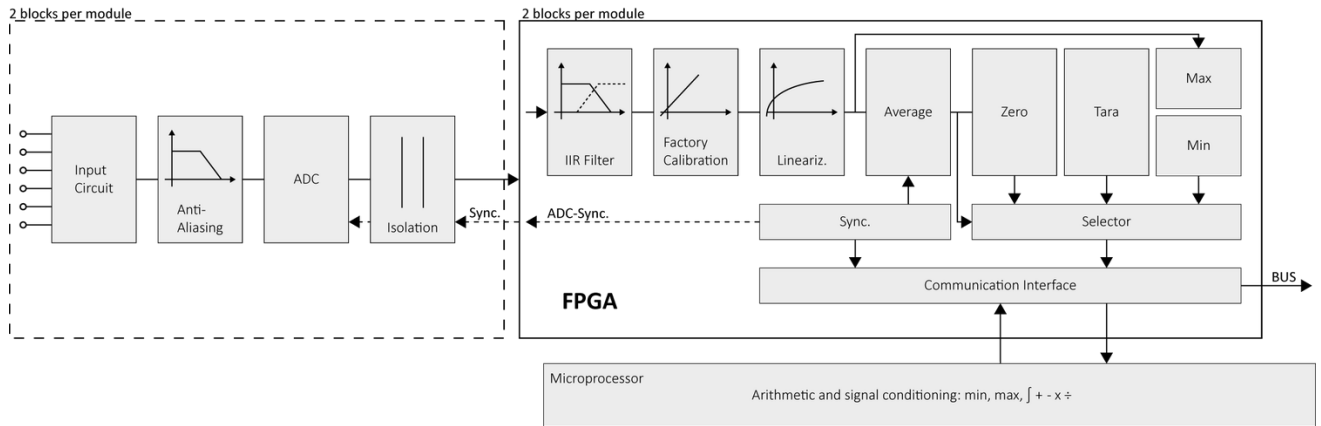 2 blocks per module
2 blocks per module
Input
Circuit
Anti-
Aliasing
ADC
Isolation
Sync.
ADC-Sync.
IIR Filter
Factory
Calibration
Lineariz.
Average
Zero
Tara
Max
Min
Sync.
Selector
Communication Interface
BUS
FPGA
Microprocessor
Arithmetic and signal conditioning: min, max, ∫ + - x ÷